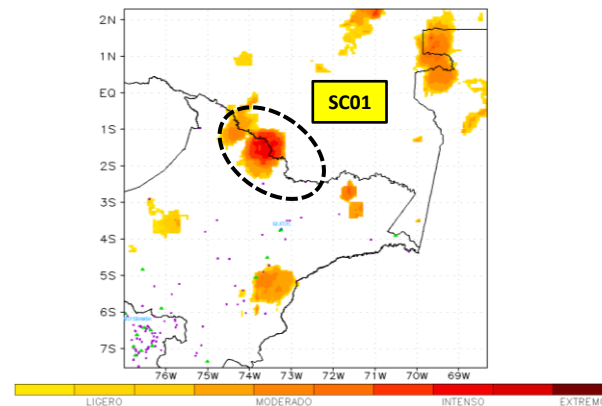 2N
1N
EQ
1S
2S
3S
4S
5S
6S
7S
SC01
76W 75W 74W 73W 72W 71W 70W 69W
LIGERO MODERADO INTENSO EXTREMO